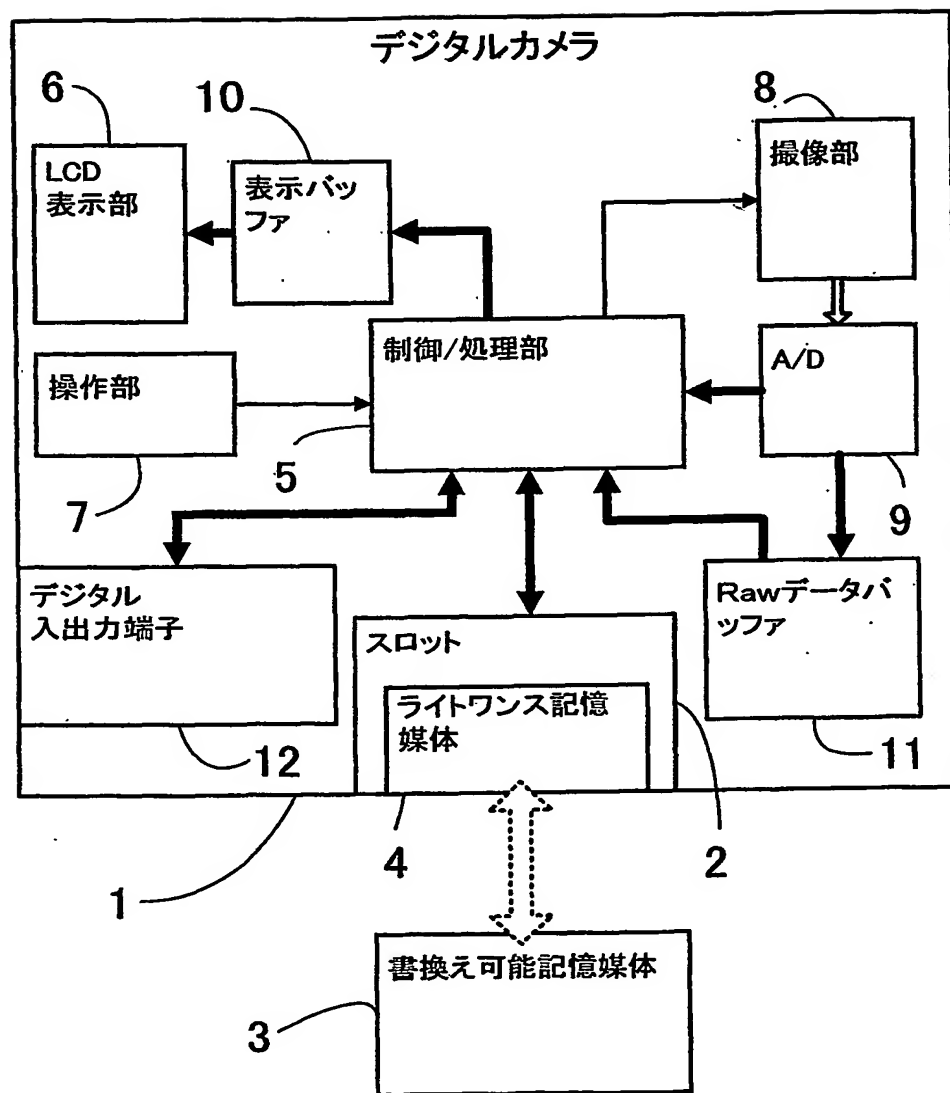 デジタルカメラ
6
10
8
LCD
表示部
表示バッ
ファ
撮像部
制御/処理部
A/D
操作部
5
7
9
デジタル
入出力端子
スロット
Rawデータバ
ッファ
ライトワンス記憶
媒体
12
11
4
2
1
書換え可能記憶媒体
3